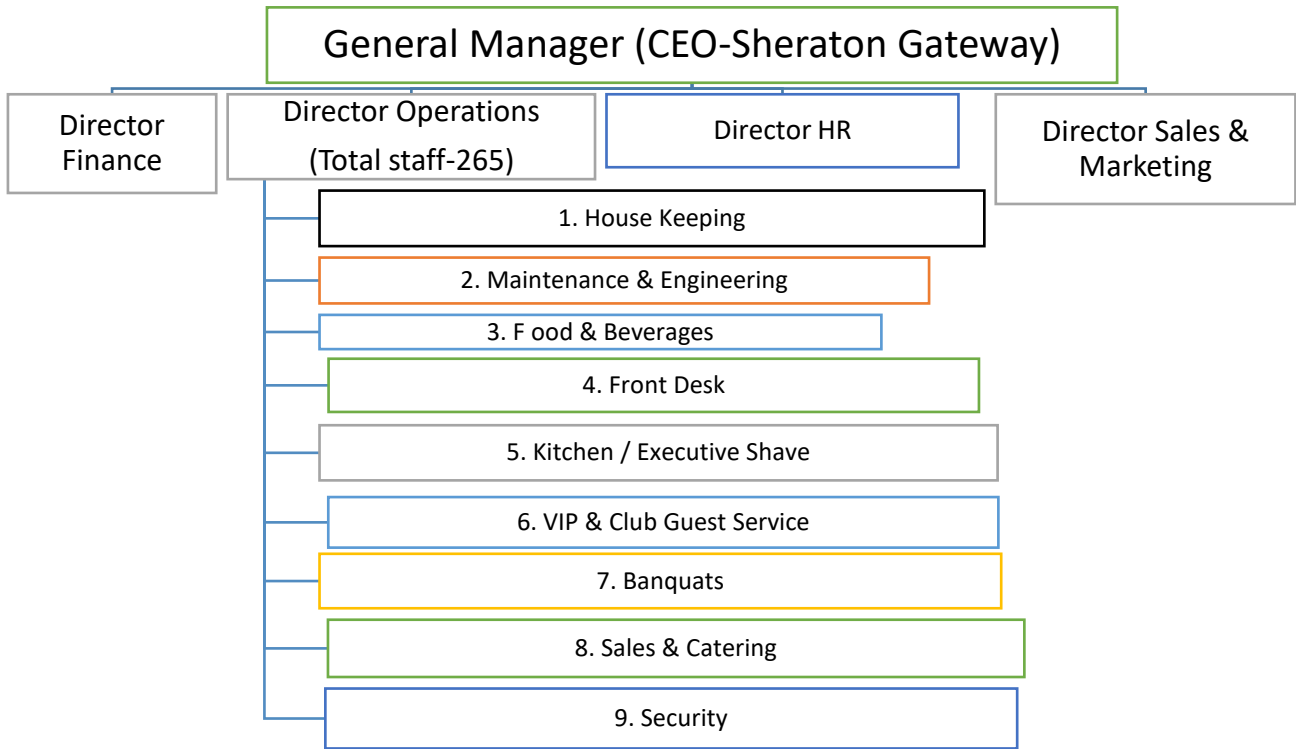 General Manager (CEO-Sheraton Gateway)
Director
Finance
Director Operations
(Total staff-265)
Director HR
Director Sales &
Marketing
1. House Keeping
2. Maintenance & Engineering
3. F ood & Beverages
4. Front Desk
5. Kitchen / Executive Shave
6. VIP & Club Guest Service
7. Banquats
8. Sales & Catering
9. Security